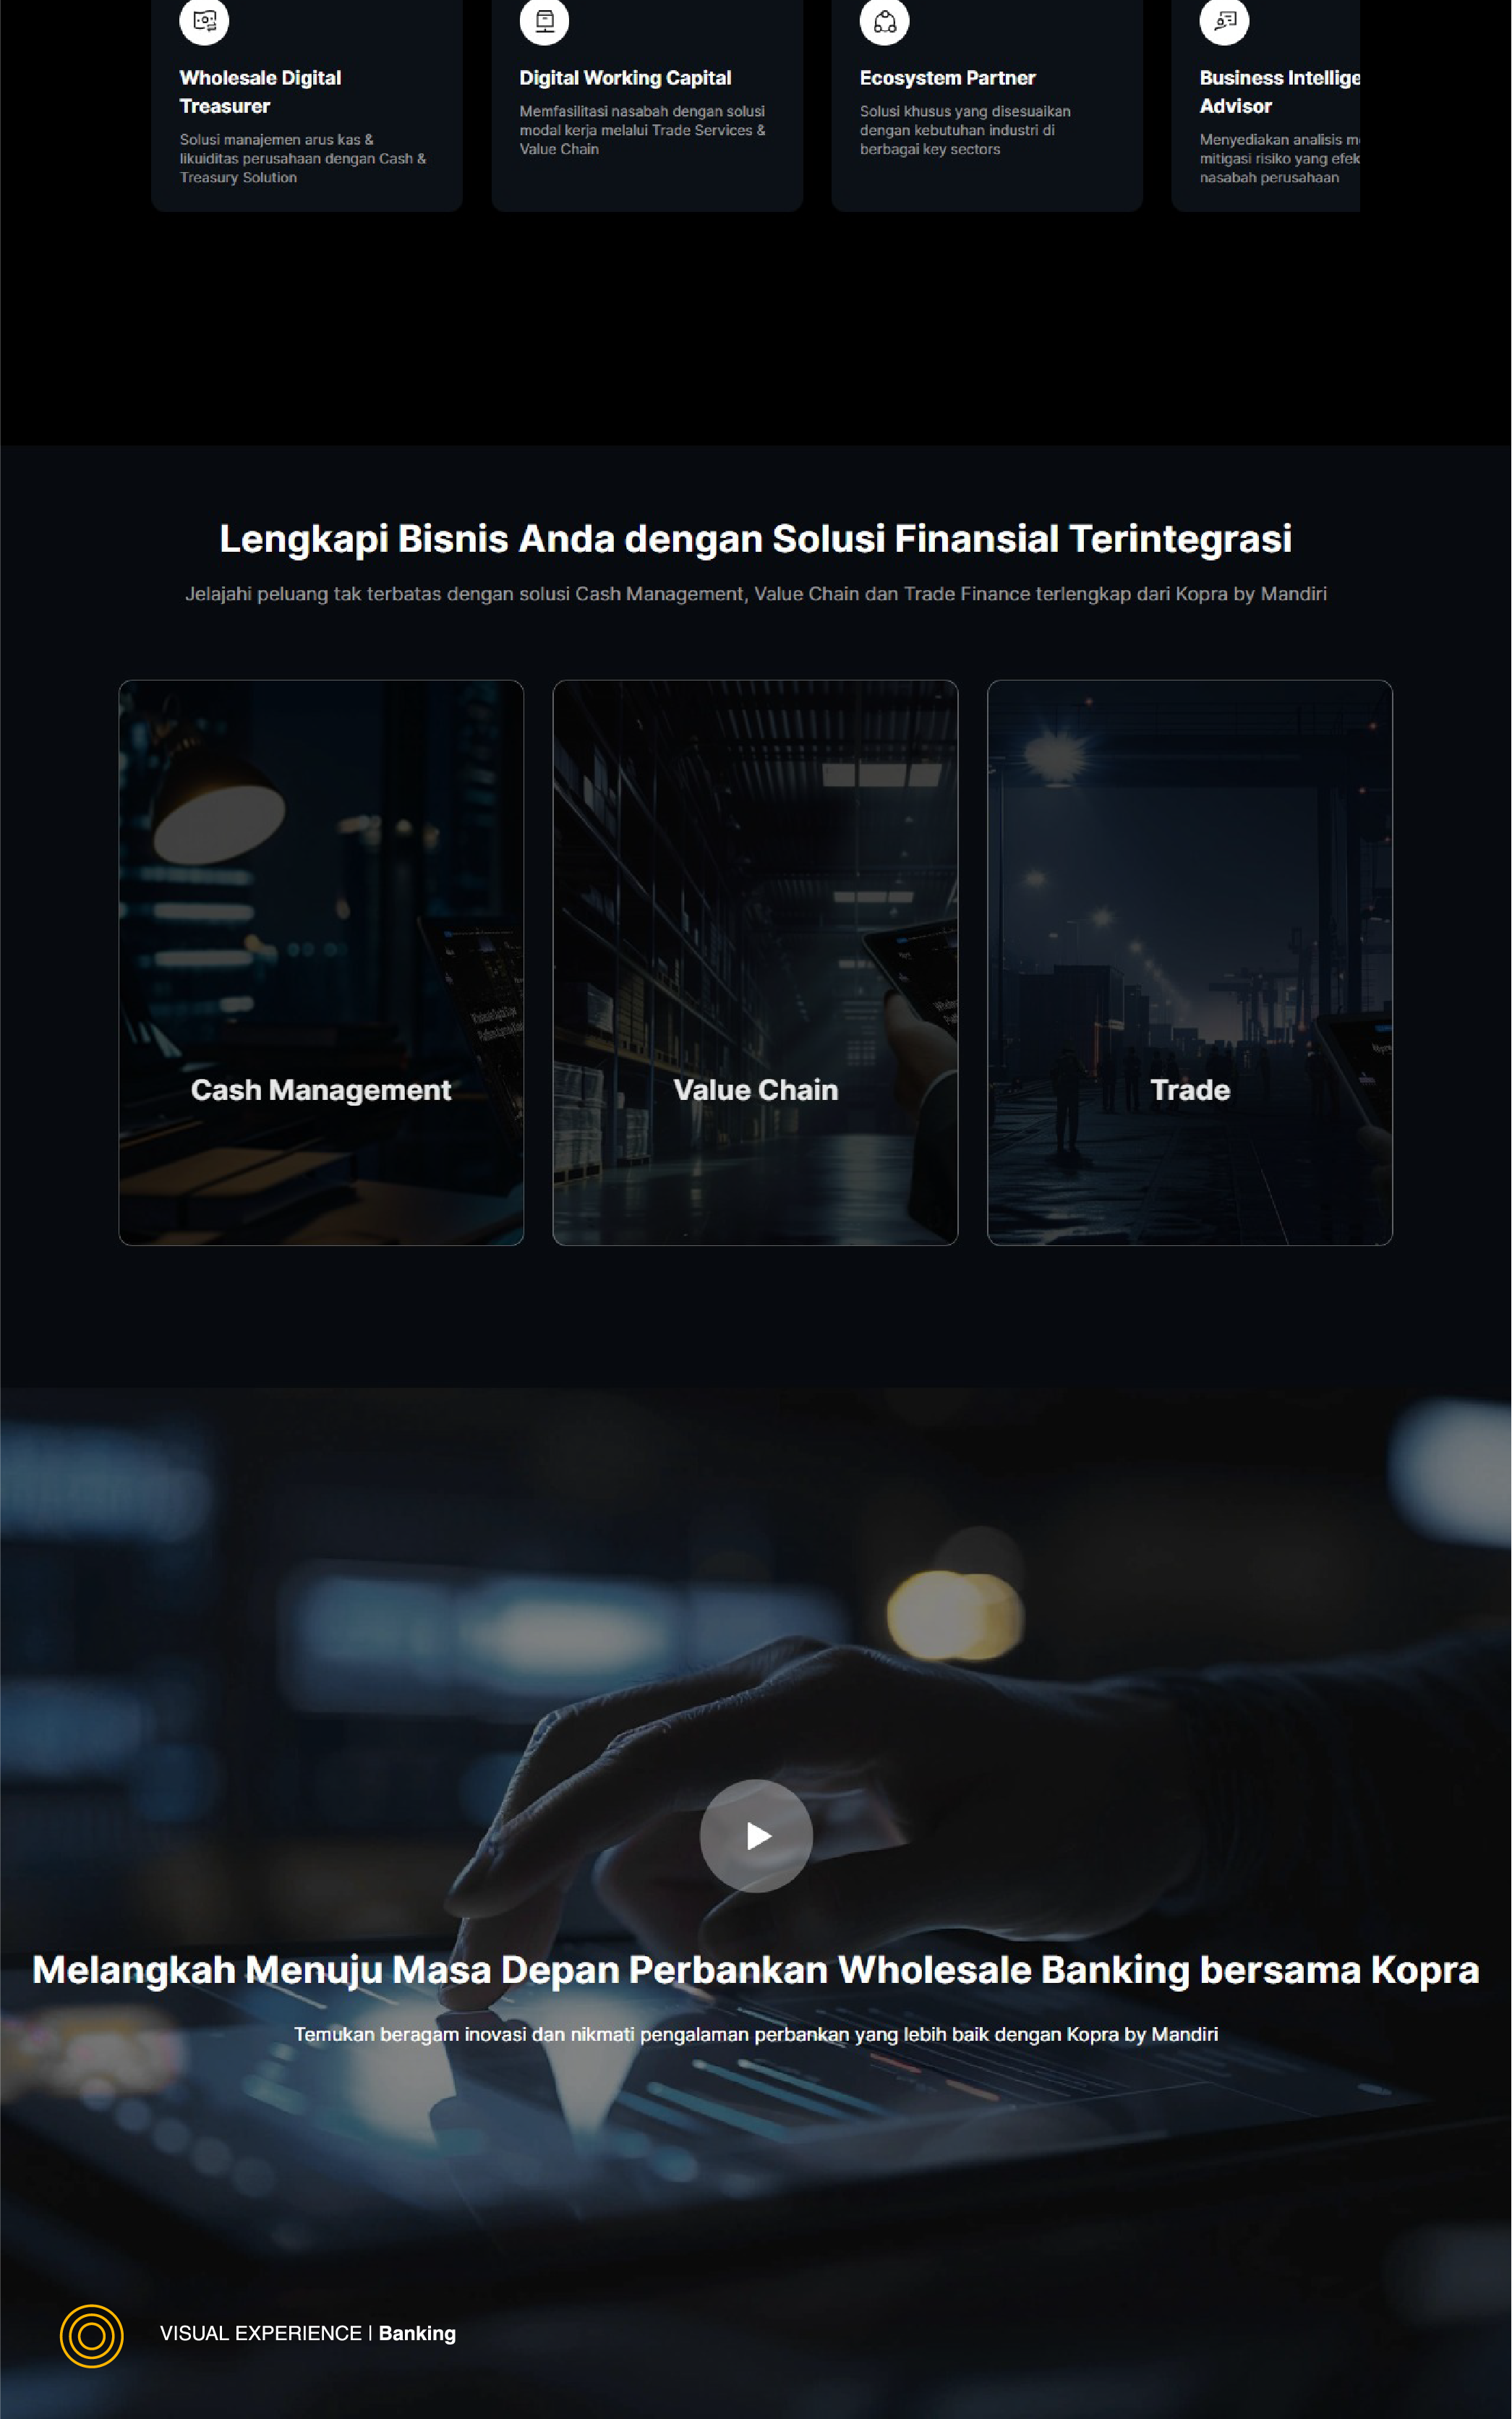 Wholesale Digital
Treasurer
Solusi manajemen arus kas &
likuiditas perusahaan dengan Cash &
Treasury Solution
Digital Working Capital
Memfasilitasi nasabah dengan solusi
modal kerja melalui Trade Services &
Value Chain
Ecosystem Partner
Solusi khusus yang disesuaikan
dengan kebutuhan industri di
berbagai key sectors
Business
Advisor
Menyediakan analisis
mitigasi risiko yang
nasabah perusahaan
Lengkapi Bisnis Anda dengan Solusi Finansial Terintegrasi
Jelajahi peluang tak terbatas dengan solusi Cash Management, Value Chain dan Trade Finance terlengkap dari Kopra by Mandiri
Cash Management
Value Chain
Trade
Melangkah Menuju Masa Depan Perbankan Wholesale Banking bersama Kopra
Temukan beragam inovasi dan nikmati pengalaman perbankan yang lebih baik dengan Kopra by Mandiri
VISUAL EXPERIENCE | Banking